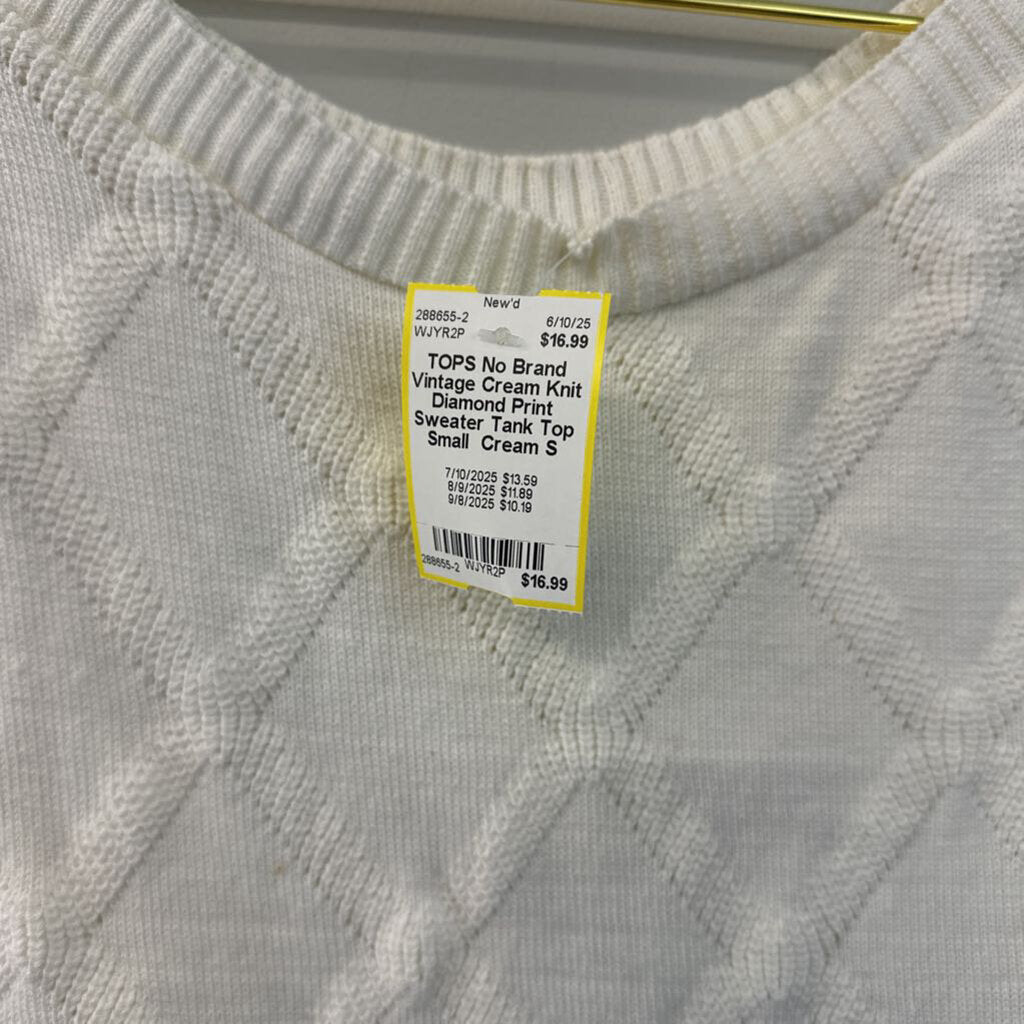 New'd
288655-2 6/10/25
WJYR2P $16.99
TOPS No Brand
Vintage Cream Knit
Diamond Print
Sweater Tank Top
Small Cream S
7/10/2025 $13.59
8/9/2025 $11.89
9/8/2025 $10.19
288655-2 WJYR2P $16.99